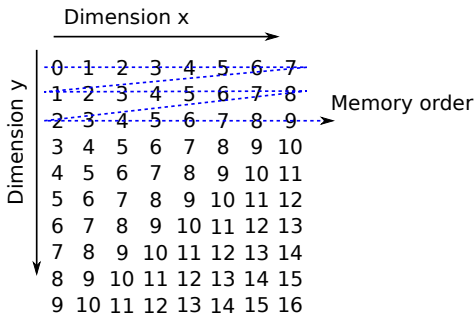 Dimension x
Dimension y
0 1 2 3 4 5 6 7
1 2 3 4 5 6 7 8
Memory order
2 3 4 5 6 7 8 9
3 4 5 6 7 8 9 10
4 5 6 7 8 9 10 11
5 6 7 8 9 10 11 12
6 7 8 9 10 11 12 13
7 8 9 10 11 12 13 14
8 9 10 11 12 13 14 15
9 10 11 12 13 14 15 16